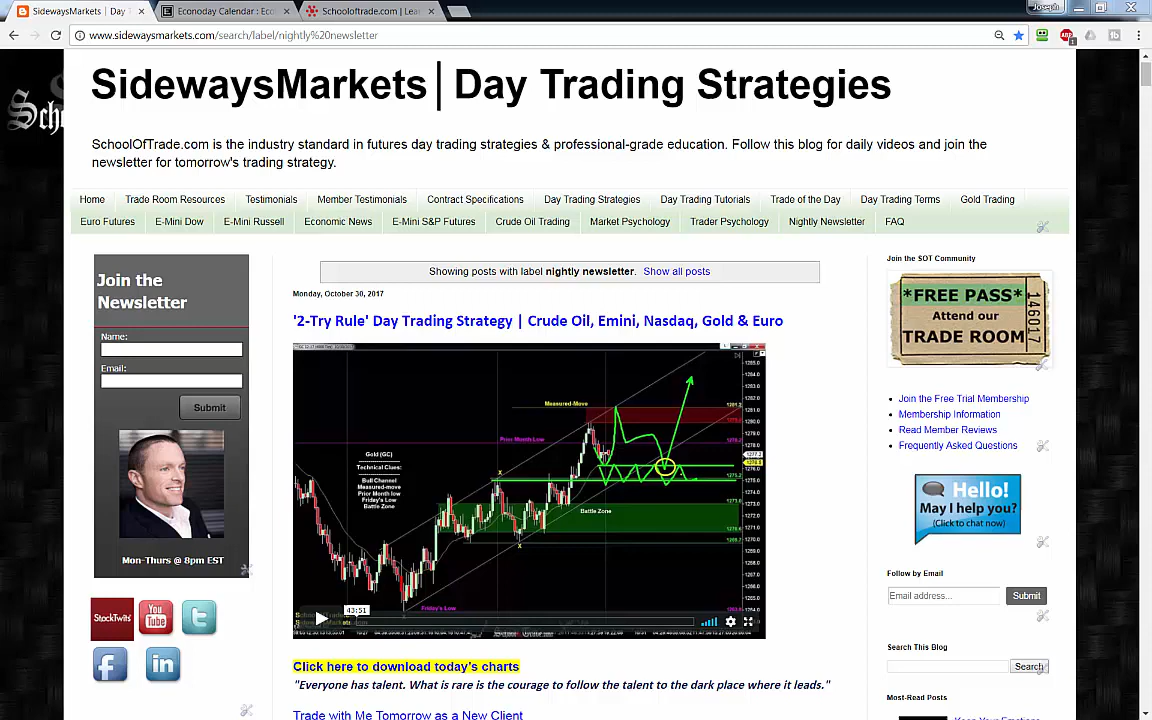 SidewaysMarkets | Day T
Econoday Calendar : Eco
Schooloftrade.com | Lea
Joseph
www.sidewaysmarkets.com/search/label/nightly%20newsletter
SidewaysMarkets│Day Trading Strategies
SchoolOfTrade.com is the industry standard in futures day trading strategies & professional-grade education. Follow this blog for daily videos and join the
newsletter for tomorrow's trading strategy.
Home Trade Room Resources Testimonials Member Testimonials Contract Specifications Day Trading Strategies Day Trading Tutorials Trade of the Day Day Trading Terms Gold Trading
Euro Futures E-Mini Dow E-Mini Russell Economic News E-Mini S&P Futures Crude Oil Trading Market Psychology Trader Psychology Nightly Newsletter FAQ
Join the
Newsletter
Name:
Email:
Submit
Mon-Thurs @ 8pm EST
StockTwits
You
Tube
Showing posts with label nightly newsletter. Show all posts
Monday, October 30, 2017
'2-Try Rule' Day Trading Strategy | Crude Oil, Emini, Nasdaq, Gold & Euro
Measured-Move
Prior Month Low
Gold (GC)
Technical Clues:
Bull Channel
Measured-move
Prior Month low
Friday's Low
Battle Zone
Battle Zone
Friday's Low
43:51
Click here to download today's charts
"Everyone has talent. What is rare is the courage to follow the talent to the dark place where it leads."
Trade with Me Tomorrow as a New Client
Join the SOT Community
*FREE PASS*
Attend our
TRADE ROOM
146017
Join the Free Trial Membership
Membership Information
Read Member Reviews
Frequently Asked Questions
Hello!
May I help you?
(Click to chat now)
Follow by Email
Email address...
Submit
Search This Blog
Search
Most-Read Posts